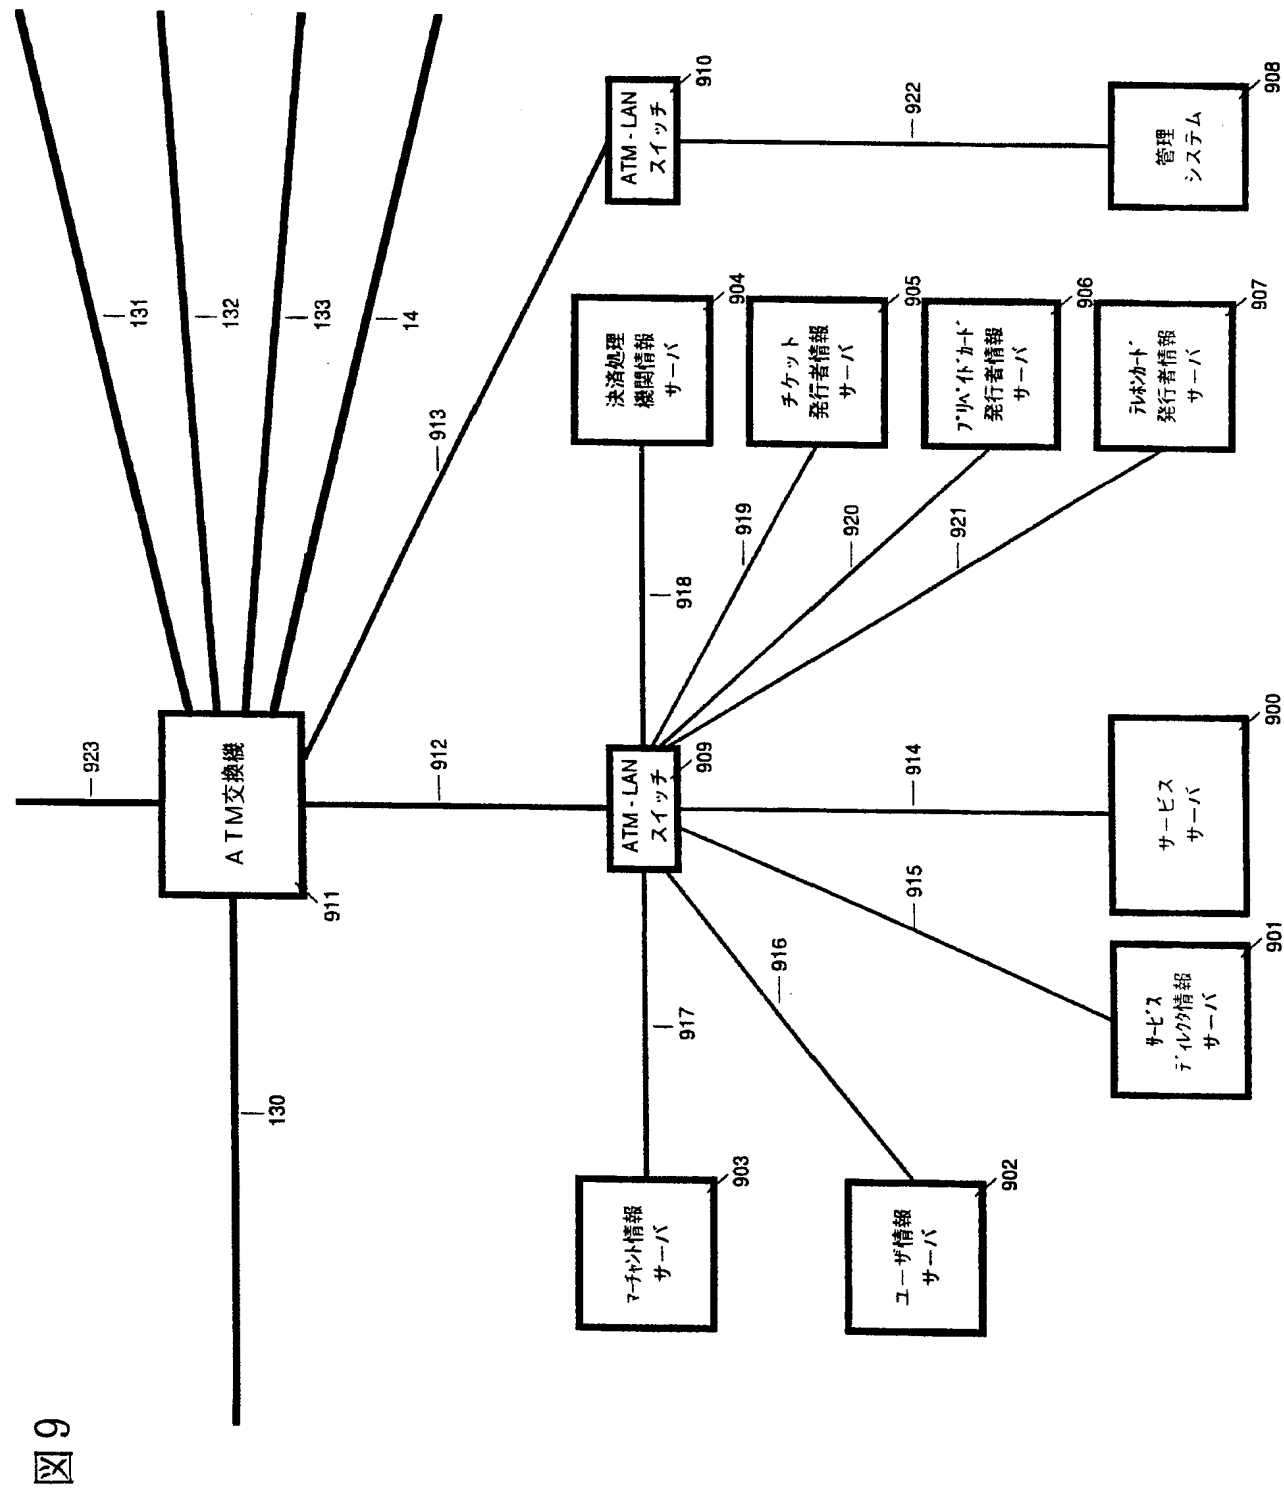 図9
923
131
ATM交換機
132
130
911
133
14
912
913
マーチャント情報
サーバ
903
917
ATM-LAN
スイッチ
909
918
決済処理
機関情報
サーバ
904
ATM-LAN
スイッチ
910
916
919
チケット
発行者情報
サーバ
905
ユーザ情報
サーバ
902
915
914
920
922
921
プリペイドカード
発行者情報
サーバ
906
サービス
ディレクタ情報
サーバ
901
サービス
サーバ
900
テレホンカード
発行者情報
サーバ
907
管理
システム
908